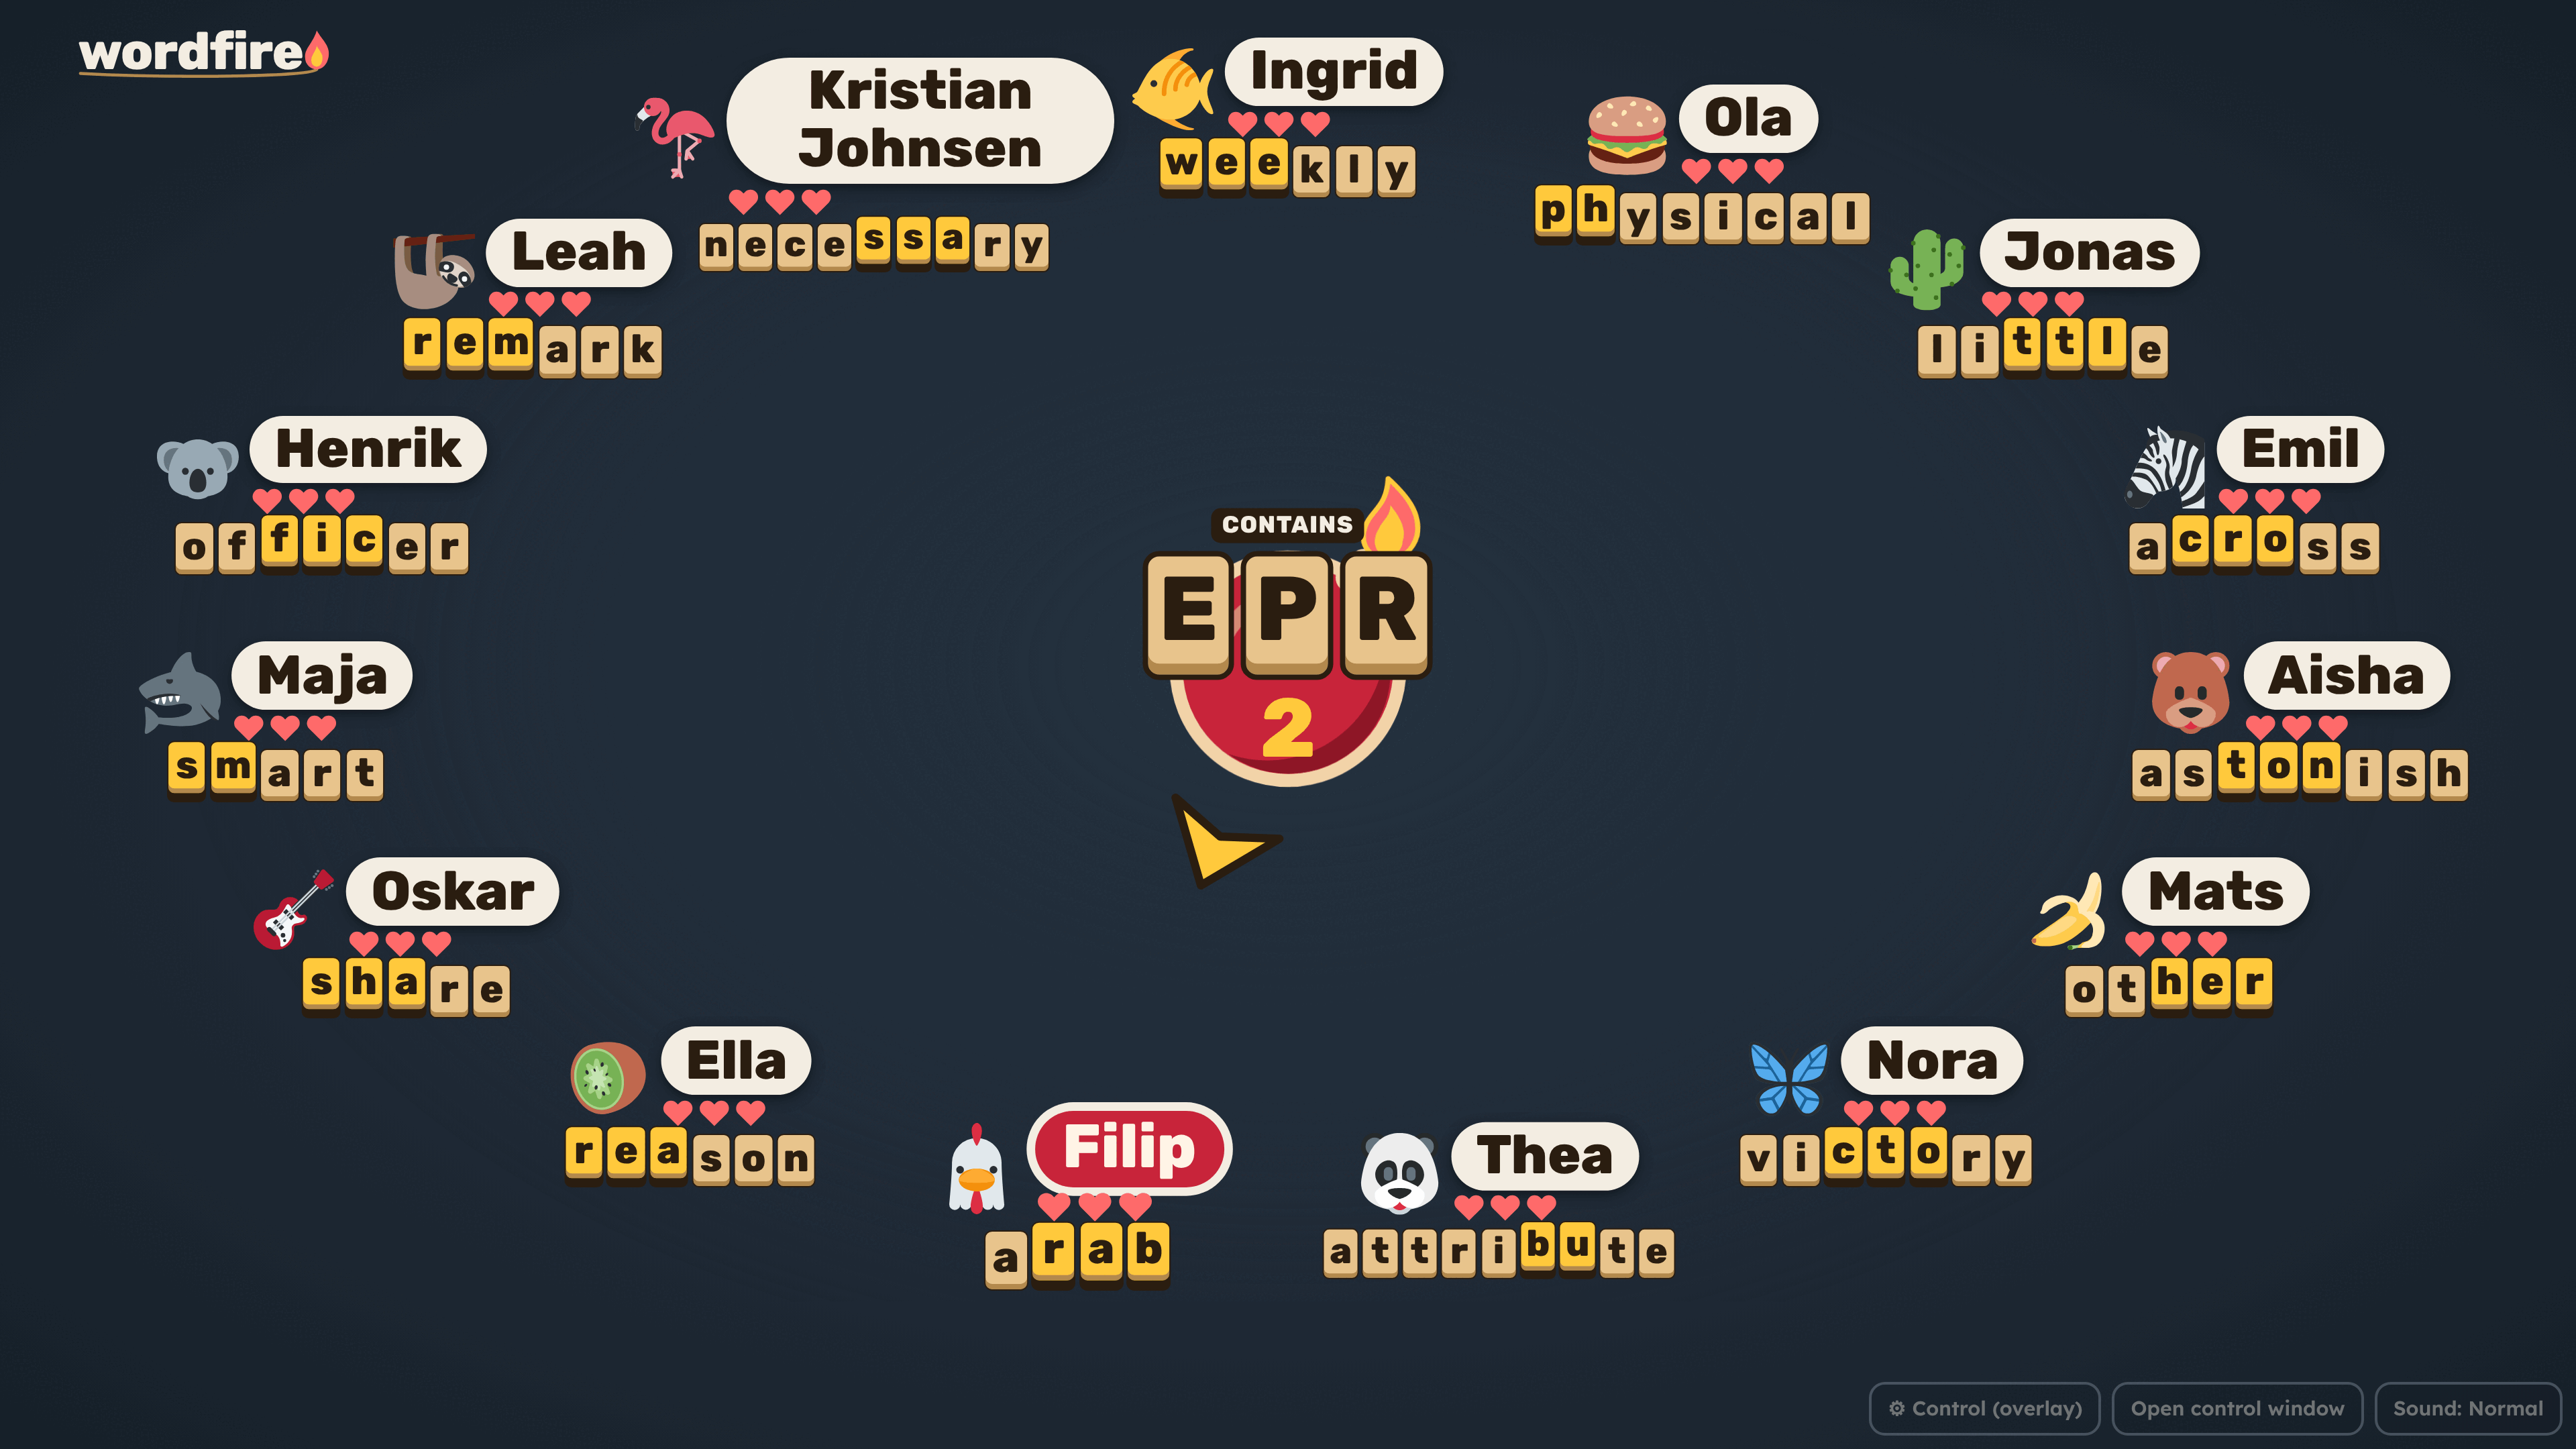 wordfire
Kristian
Johnsen
necessary
Ingrid
weekly
Ola
physical
Leah
remark
Jonas
little
Henrik
officer
Emil
across
CONTAINS
EPR
2
Maja
smart
Aisha
astonish
Oskar
share
Mats
other
Ella
reason
Filip
arab
Thea
attribute
Nora
victory
⚙ Control (overlay)
Open control window
Sound: Normal